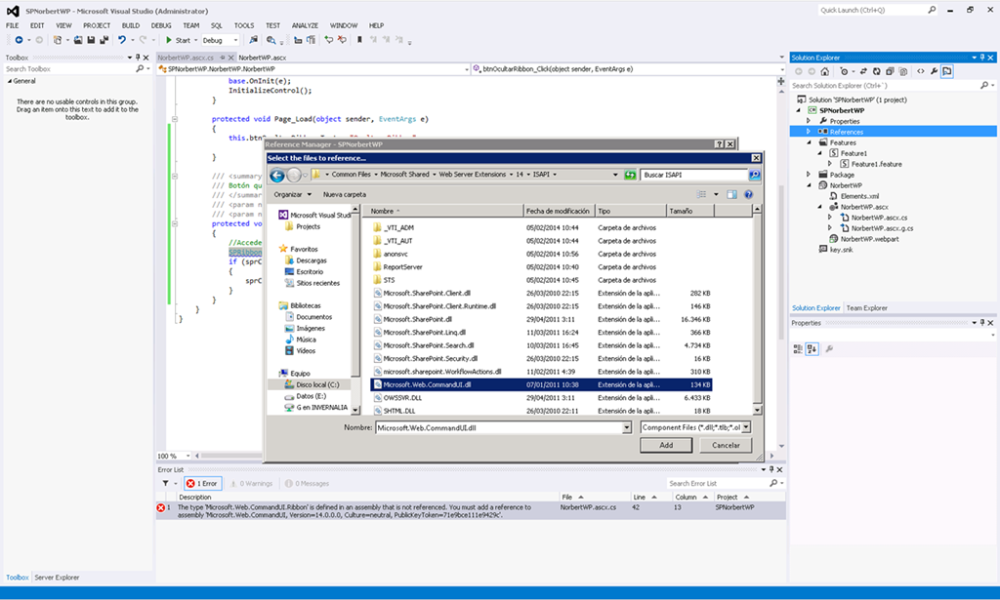 SPNorbertWP - Microsoft Visual Studio (Administrator)
Quick Launch (Ctrl+Q)
FILE EDIT VIEW PROJECT BUILD DEBUG TEAM SQL TOOLS TEST ANALYZE WINDOW HELP
Start Debug
Toolbox
Search Toolbox
General
There are no usable controls in this group.
Drag an item onto this text to add it to the
toolbox.
NorbertWP.ascx.cs NorbertWP.ascx
SPNorbertWP.NorbertWP.NorbertWP
btnOcultarRibbon_Click(object sender, EventArgs e)
base.OnInit(e);
InitializeControl();
}
protected void Page_Load(object sender, EventArgs e)
{
}
/// <summary
/// Botón qu
/// </summar
/// <param n
/// <param n
protected vo
{
//Accede
SPRibbon
if (sprC
{
sprC
}
}
}
}
100 %
Reference Manager - SPNorbertWP
Select the files to reference...
Common Files Microsoft Shared Web Server Extensions 14 ISAPI
Buscar ISAPI
Organizar Nueva carpeta
Microsoft Visual Studi
Projects
Favoritos
Descargas
Escritorio
Sitios recientes
Bibliotecas
Documentos
Imágenes
Música
Vídeos
Equipo
Disco local (C:)
Datos (E:)
G en INVERNALIA
Nombre Fecha de modificación Tipo Tamaño
_VTI_ADM 05/02/2014 10:44 Carpeta de archivos
_VTI_AUT 05/02/2014 10:44 Carpeta de archivos
anonsvc 05/02/2014 10:56 Carpeta de archivos
ReportServer 05/02/2014 10:40 Carpeta de archivos
STS 05/02/2014 10:45 Carpeta de archivos
Microsoft.SharePoint.Client.dll 26/03/2010 22:15 Extensión de la apli... 282 KB
Microsoft.SharePoint.Client.Runtime.dll 26/03/2010 22:15 Extensión de la apli... 146 KB
Microsoft.SharePoint.dll 29/04/2011 3:11 Extensión de la apli... 16.346 KB
Microsoft.SharePoint.Linq.dll 11/03/2011 16:24 Extensión de la apli... 366 KB
Microsoft.SharePoint.Search.dll 10/03/2011 16:45 Extensión de la apli... 4.734 KB
Microsoft.SharePoint.Security.dll 26/03/2010 22:15 Extensión de la apli... 16 KB
microsoft.sharepoint.WorkflowActions.dll 11/02/2011 4:39 Extensión de la apli... 310 KB
Microsoft.Web.CommandUI.dll 07/01/2011 10:38 Extensión de la apli... 134 KB
OWSSVR.DLL 29/04/2011 3:11 Extensión de la apli... 6.433 KB
SHTML.DLL 26/03/2010 22:11 Extensión de la apli... 18 KB
Nombre: Microsoft.Web.CommandUI.dll
Component Files (*.dll;*.tlb;*.ol
Add Cancelar
Solution Explorer
Search Solution Explorer (Ctrl+`)
Solution 'SPNorbertWP' (1 project)
SPNorbertWP
Properties
References
Features
Feature1
Feature1.feature
Package
NorbertWP
Elements.xml
NorbertWP.ascx
NorbertWP.ascx.cs
NorbertWP.ascx.g.cs
NorbertWP.webpart
key.snk
Solution Explorer Team Explorer
Properties
Error List
1 Error 0 Warnings 0 Messages
Search Error List
Description File Line Column Project
1 The type 'Microsoft.Web.CommandUI.Ribbon' is defined in an assembly that is not referenced. You must add a reference to NorbertWP.ascx.cs 42 13 SPNorbertWP
assembly 'Microsoft.Web.CommandUI, Version=14.0.0.0, Culture=neutral, PublicKeyToken=71e9bce111e9429c'.
Toolbox Server Explorer